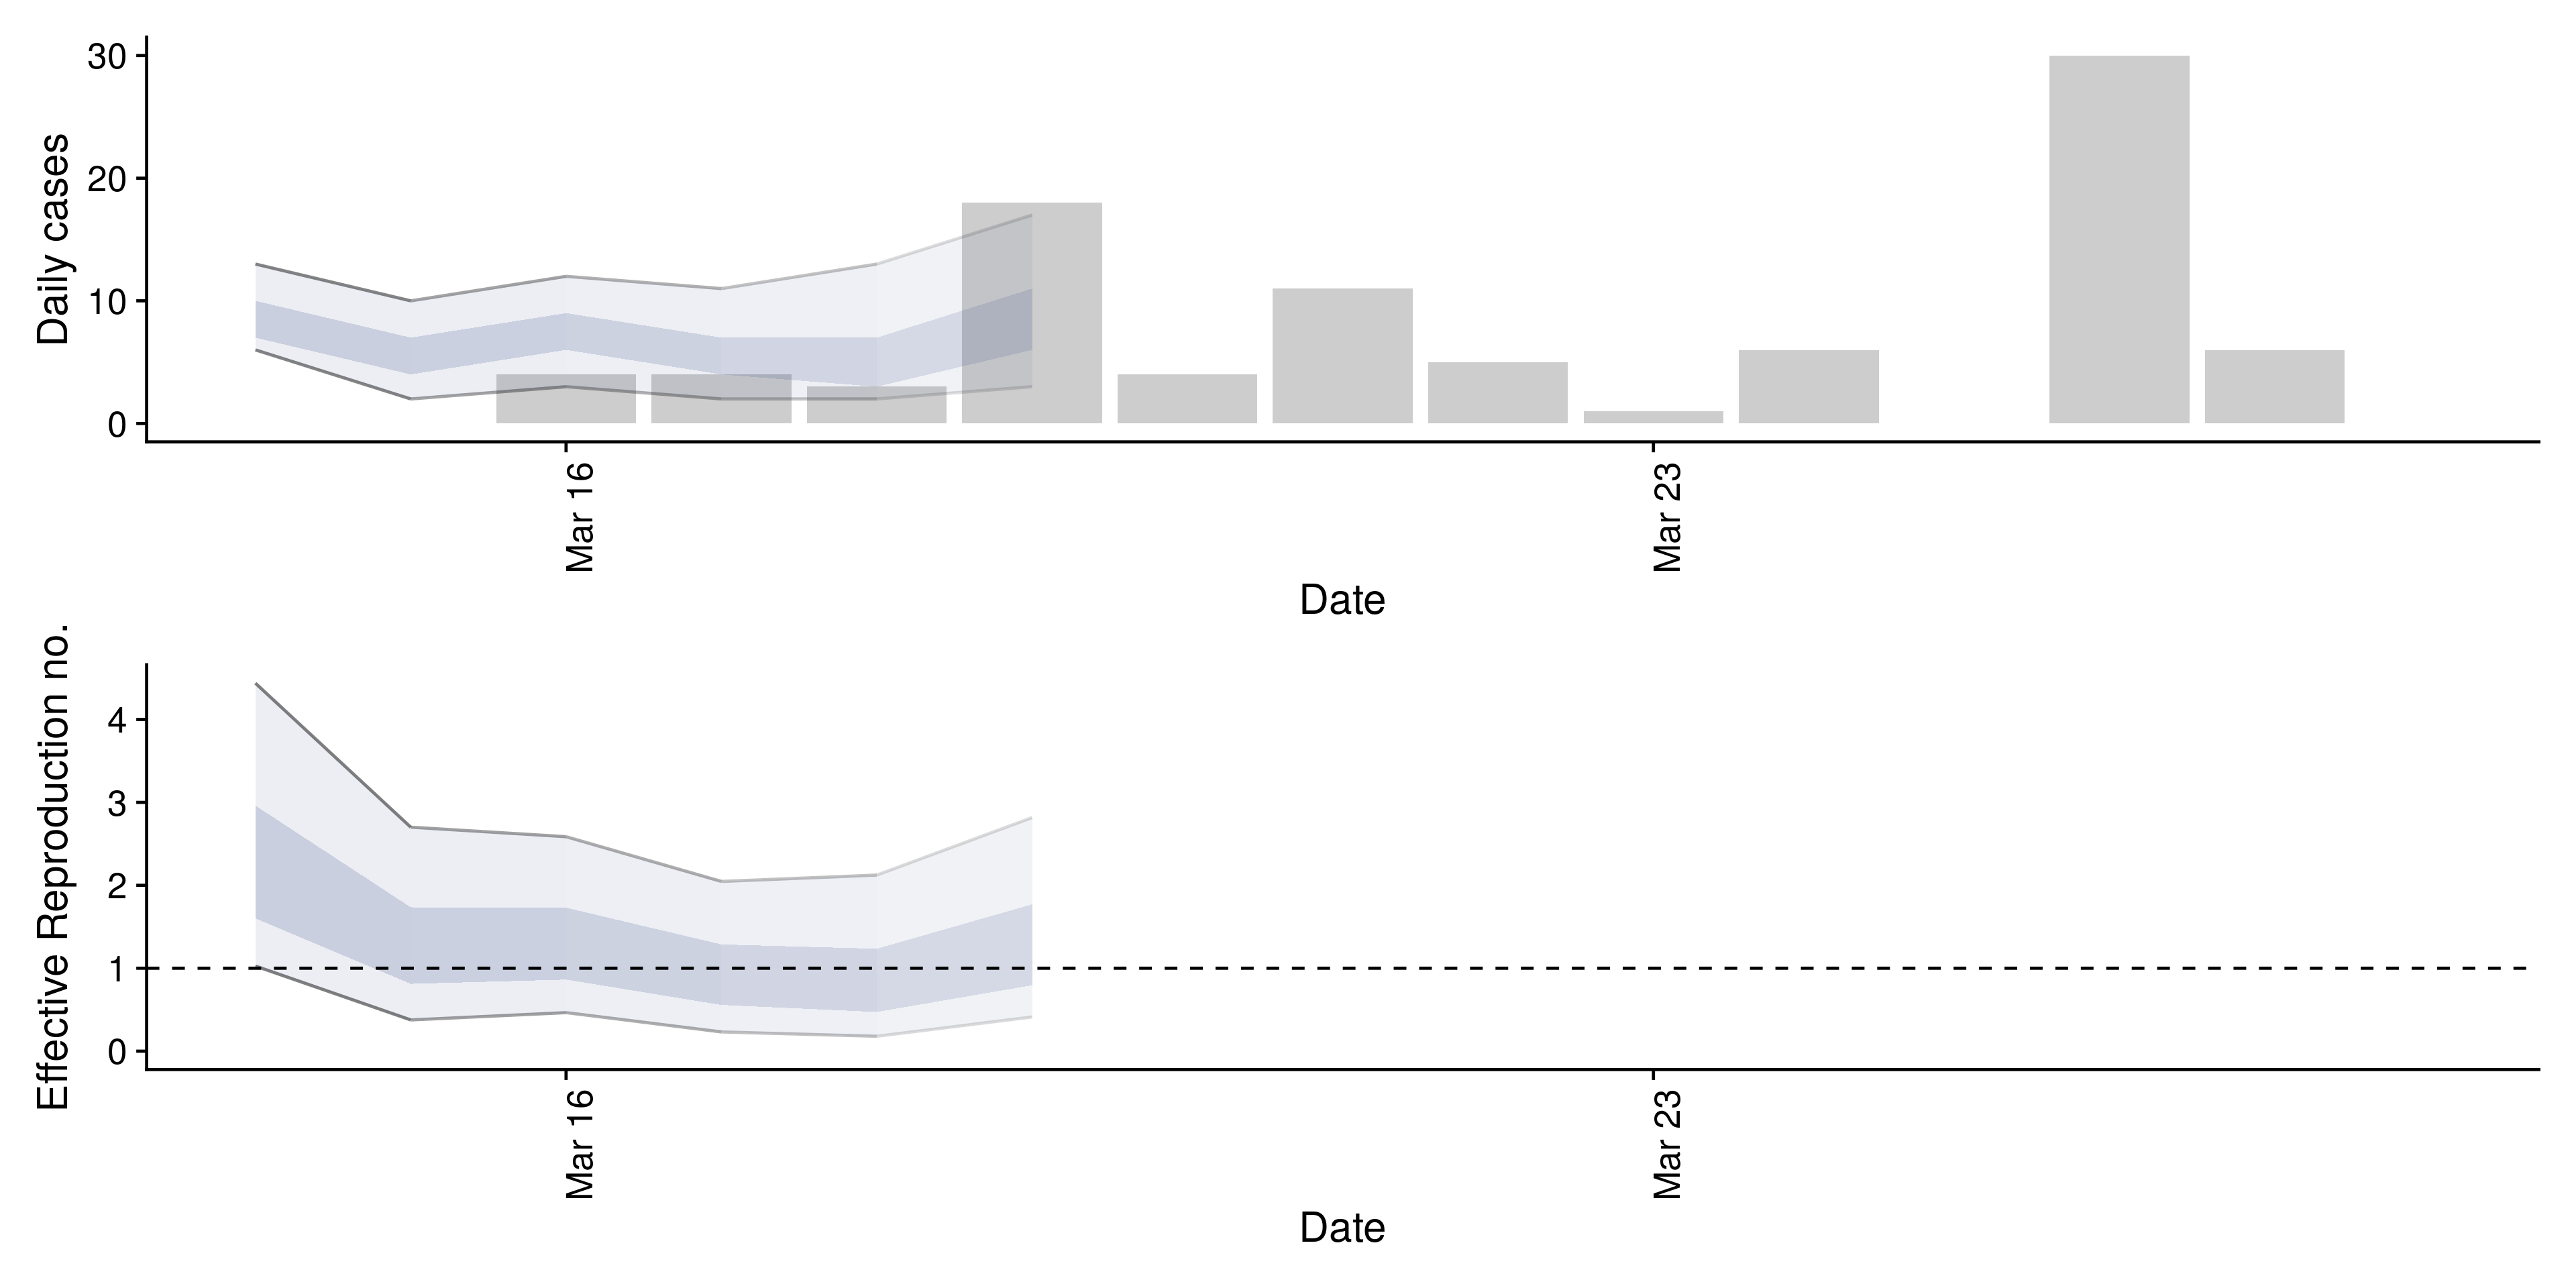 Daily cases
30
20
10
0
Mar 16
Mar 23
Date
Effective Reproduction no.
4
3
2
1
0
Mar 16
Mar 23
Date